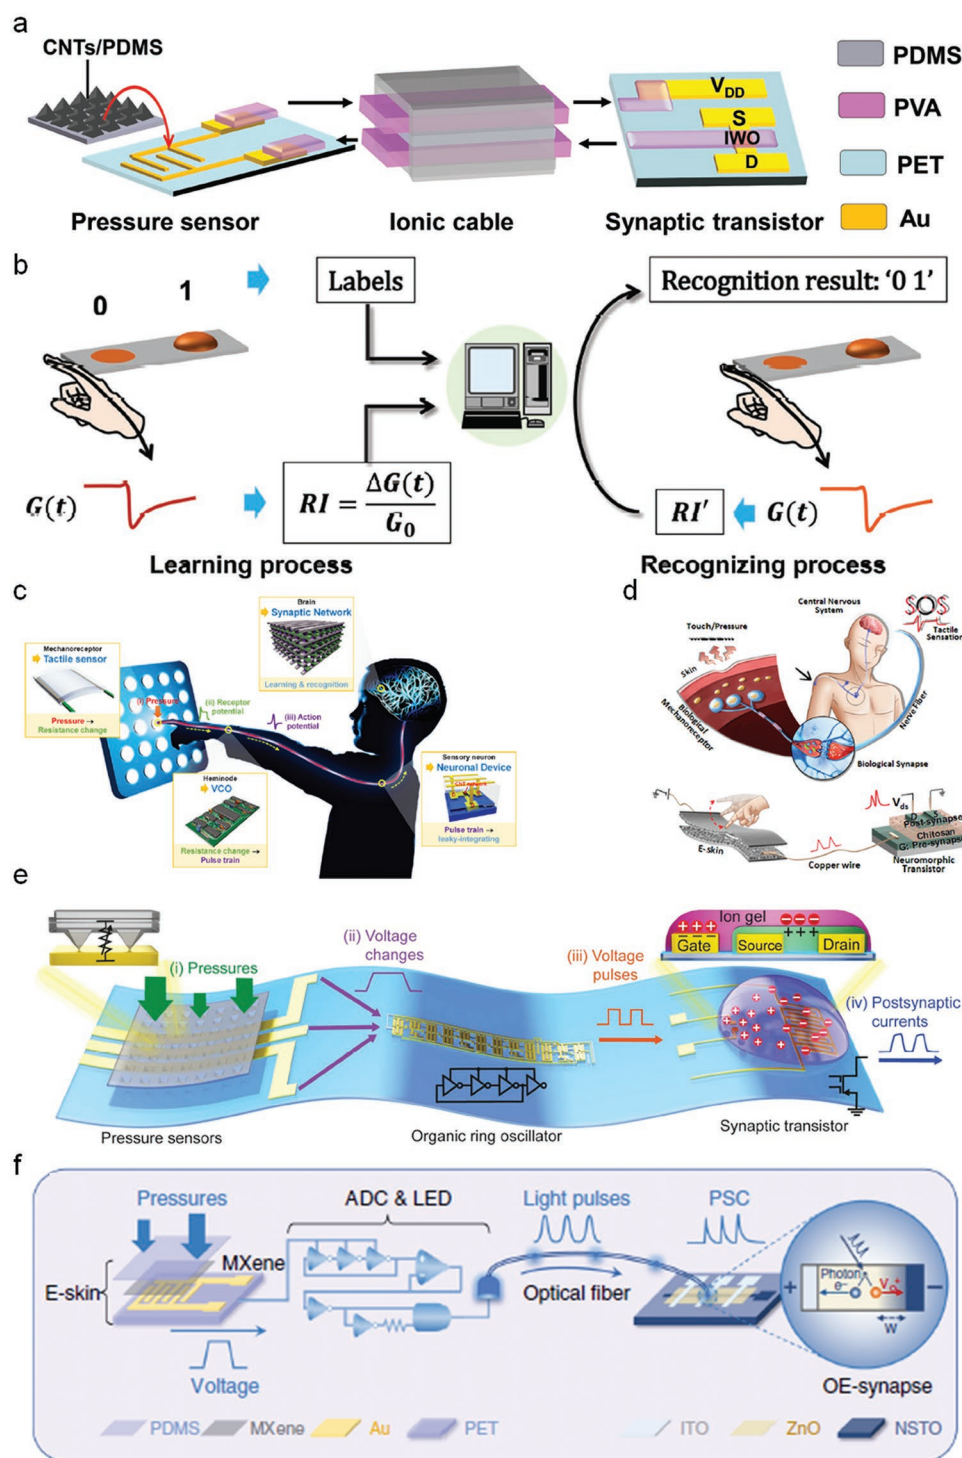 a
CNTs/PDMS
V_DD
S
IWO
D
PDMS
PVA
PET
Au
Pressure sensor
Ionic cable
Synaptic transistor
b
0
1
Labels
Recognition result: '0 1'
G(t)
RI = ΔG(t)/G₀
RI'
G(t)
Learning process
Recognizing process
c
Mechanoreceptor
Tactile sensor
Pressure →
Resistance change
Brain
Synaptic Network
Learning & recognition
(i) Pressure
(ii) Receptor
potential
(iii) Action
potential
Heminode
VCO
Resistance change →
Pulse train
Sensory neuron
Neuronal Device
Pulse train →
leaky-integrating
d
Central Nervous
System
SOS
Tactile
Sensation
Touch/Pressure
Skin
Biological
Mechanoreceptor
Nerve Fiber
Biological Synapse
E-skin
Copper wire
V_ds
D
S
Post-synapse
Chitosan
G: Pre-synapse
Neuromorphic
Transistor
e
(i) Pressures
(ii) Voltage
changes
(iii) Voltage
pulses
Ion gel
Gate
Source
Drain
(iv) Postsynaptic
currents
Pressure sensors
Organic ring oscillator
Synaptic transistor
f
Pressures
MXene
E-skin
Voltage
ADC & LED
Light pulses
Optical fiber
PSC
Photon
e⁻
V_o⁺
W
+
−
OE-synapse
PDMS
MXene
Au
PET
ITO
ZnO
NSTO